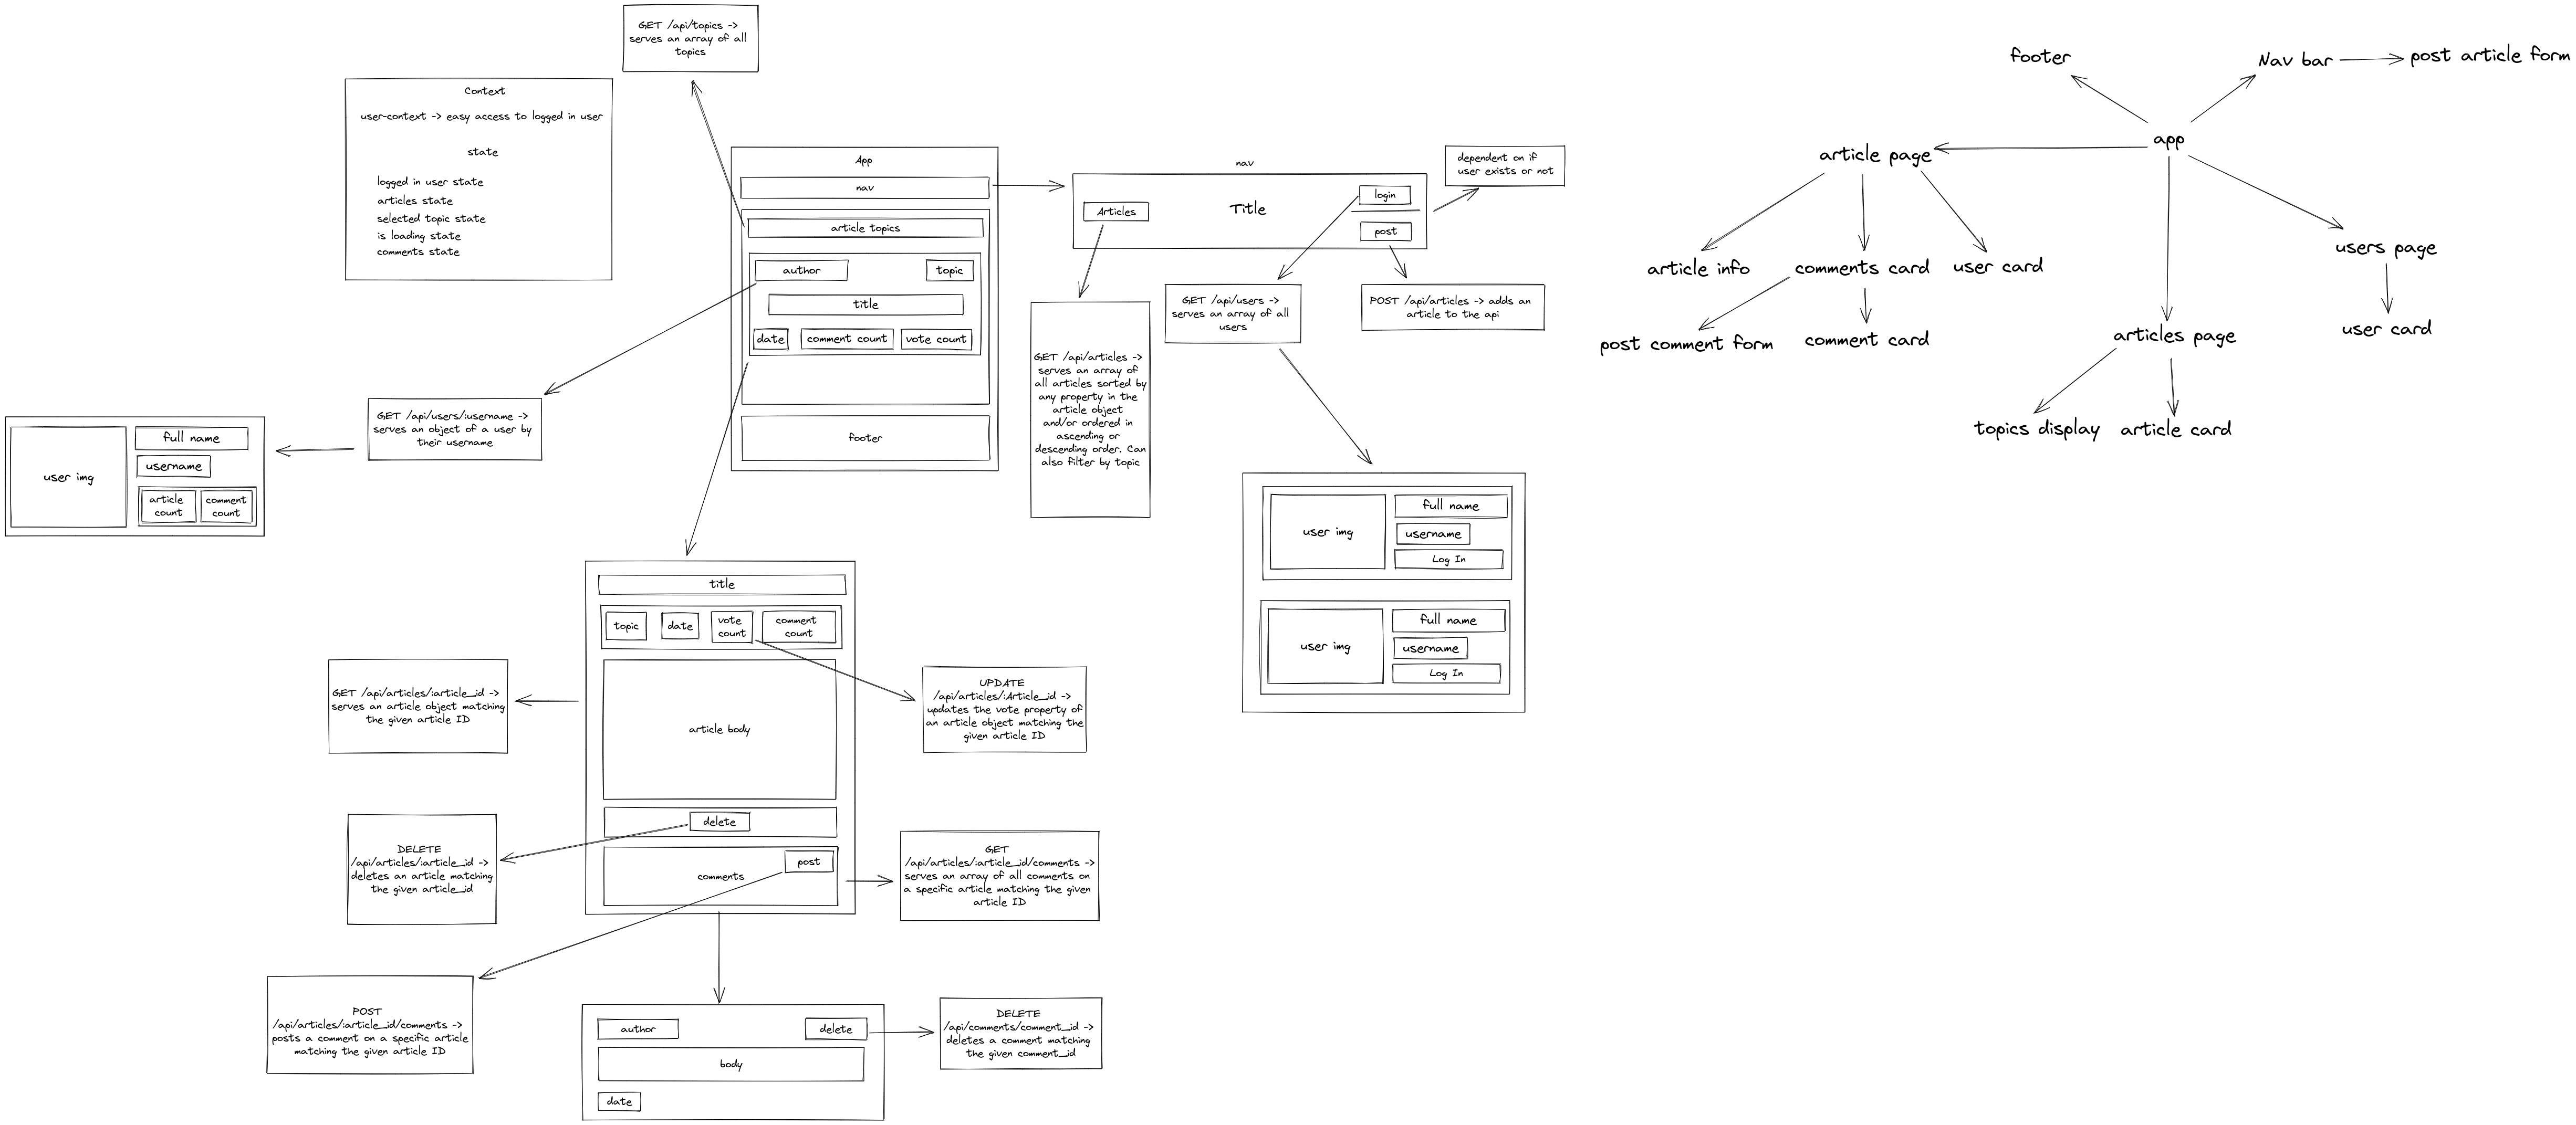 GET /api/topics ->
serves an array of all
topics
Context
user-context -> easy access to logged in user
state
logged in user state
articles state
selected topic state
is loading state
comments state
App
nav
article topics
author
topic
title
date
comment count
vote count
footer
nav
Articles
Title
login
post
dependent on if
user exists or not
GET /api/articles ->
serves an array of
all articles sorted by
any property in the
article object
and/or ordered in
ascending or
descending order. Can
also filter by topic
GET /api/users ->
serves an array of all
users
POST /api/articles -> adds an
article to the api
GET /api/users/:username ->
serves an object of a user by
their username
user img
full name
username
article
count
comment
count
user img
full name
username
Log In
user img
full name
username
Log In
title
topic
date
vote
count
comment
count
article body
delete
post
comments
GET /api/articles/:article_id ->
serves an article object matching
the given article ID
UPDATE
/api/articles/:Article_id ->
updates the vote property of
an article object matching the
given article ID
DELETE
/api/articles/:article_id ->
deletes an article matching
the given article_id
GET
/api/articles/:article_id/comments ->
serves an array of all comments on
a specific article matching the given
article ID
POST
/api/articles/:article_id/comments ->
posts a comment on a specific article
matching the given article ID
author
delete
body
date
DELETE
/api/comments/comment_id ->
deletes a comment matching
the given comment_id
footer
Nav bar
post article form
app
article page
article info
comments card
user card
post comment form
comment card
users page
user card
articles page
topics display
article card